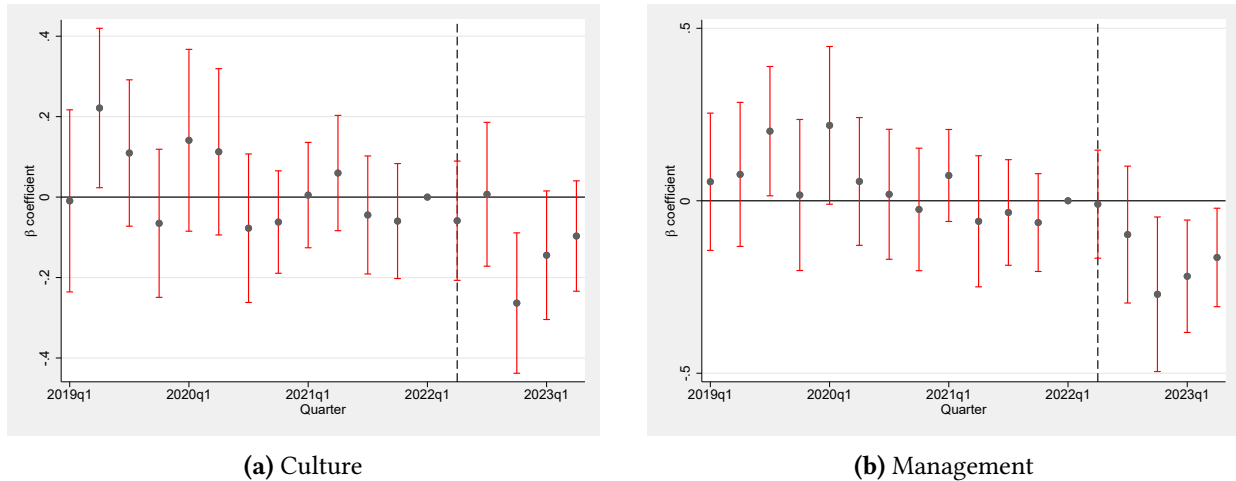 β coefficient
.4
.2
0
-.2
-.4
2019q1 2020q1 2021q1 2022q1 2023q1
Quarter
(a) Culture
β coefficient
.5
0
-.5
2019q1 2020q1 2021q1 2022q1 2023q1
Quarter
(b) Management